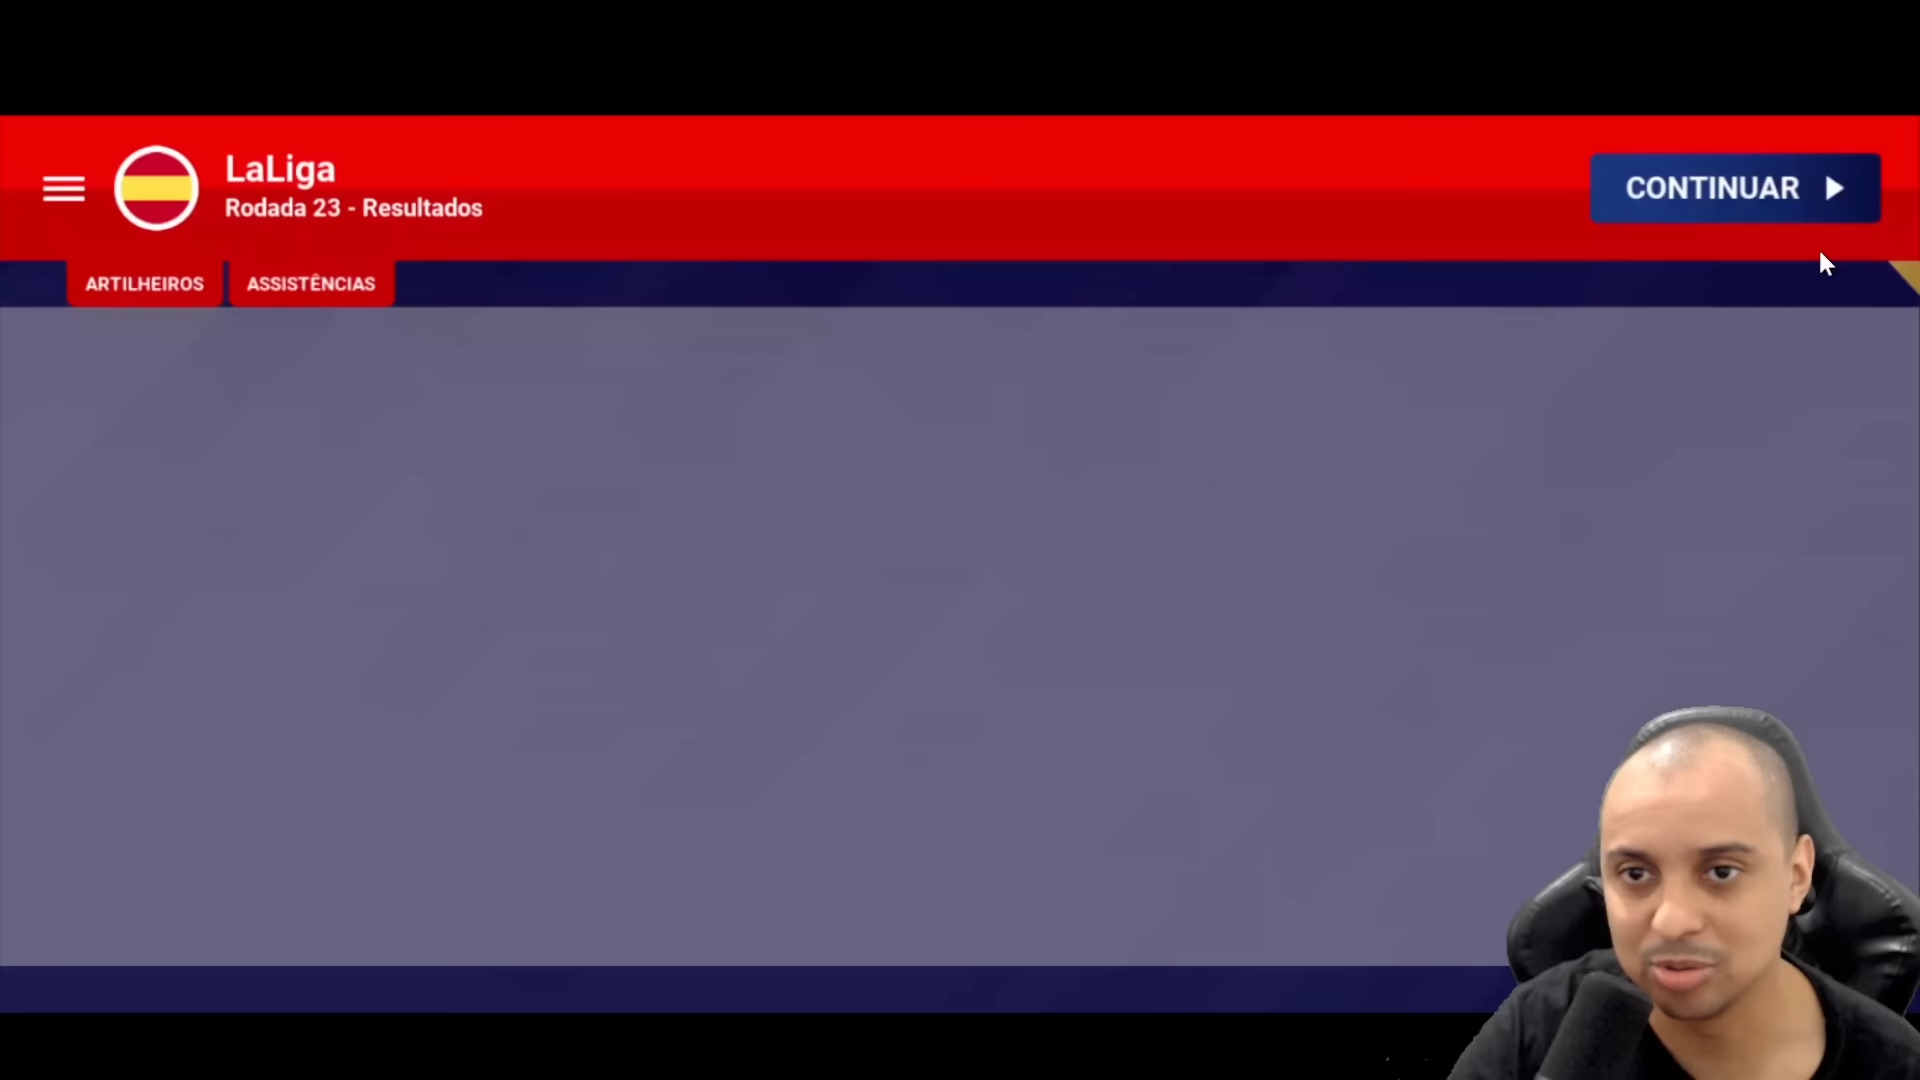 LaLiga
Rodada 23 - Resultados
CONTINUAR
ARTILHEIROS
ASSISTÊNCIAS